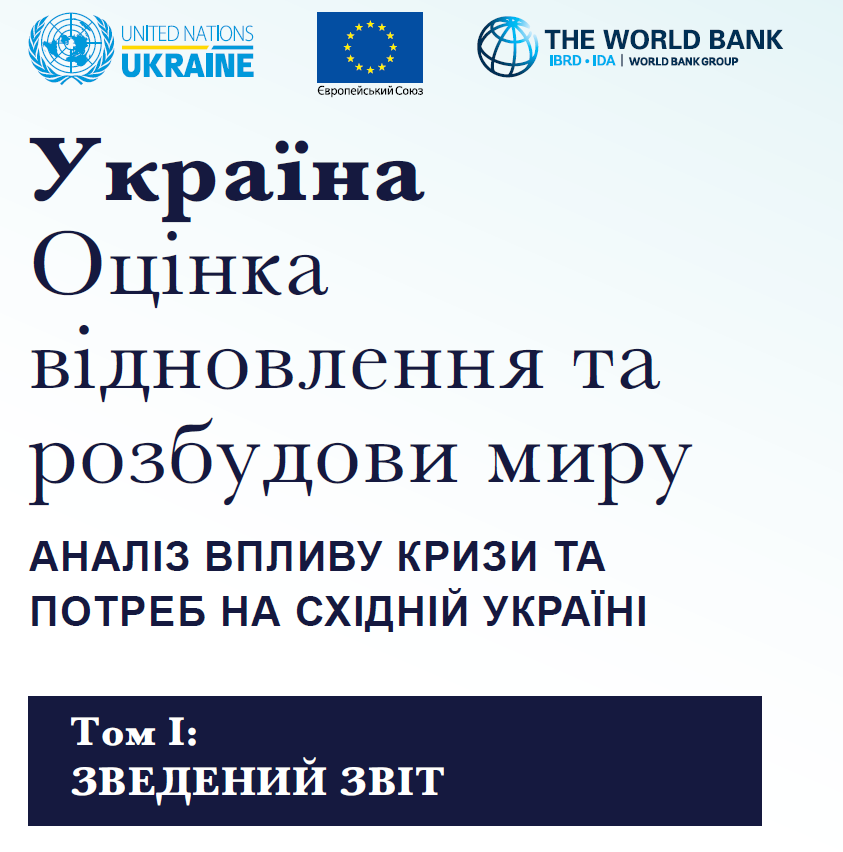 UNITED NATIONS
UKRAINE
Європейський Союз
THE WORLD BANK
IBRD • IDA | WORLD BANK GROUP
Україна
Оцінка
відновлення та
розбудови миру
АНАЛІЗ ВПЛИВУ КРИЗИ ТА
ПОТРЕБ НА СХІДНІЙ УКРАЇНІ
Том I:
ЗВЕДЕНИЙ ЗВІТ